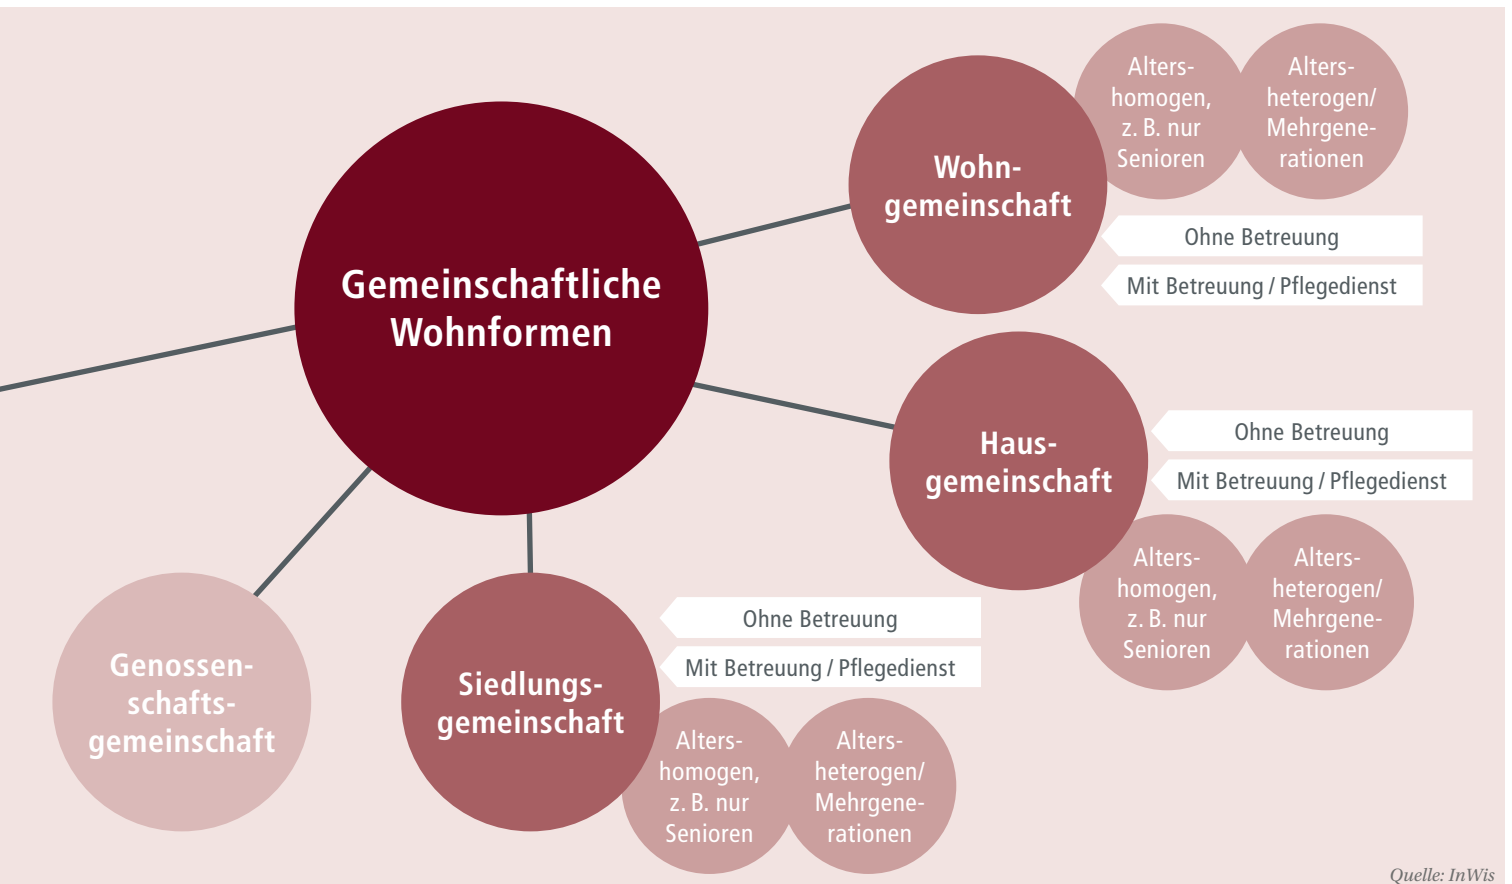 Gemeinschaftliche
Wohnformen
Wohn-
gemeinschaft
Alters-
homogen,
z. B. nur
Senioren
Alters-
heterogen/
Mehrgene-
rationen
Ohne Betreuung
Mit Betreuung / Pflegedienst
Haus-
gemeinschaft
Ohne Betreuung
Mit Betreuung / Pflegedienst
Alters-
homogen,
z. B. nur
Senioren
Alters-
heterogen/
Mehrgene-
rationen
Siedlungs-
gemeinschaft
Ohne Betreuung
Mit Betreuung / Pflegedienst
Alters-
homogen,
z. B. nur
Senioren
Alters-
heterogen/
Mehrgene-
rationen
Genossen-
schafts-
gemeinschaft
Quelle: InWis